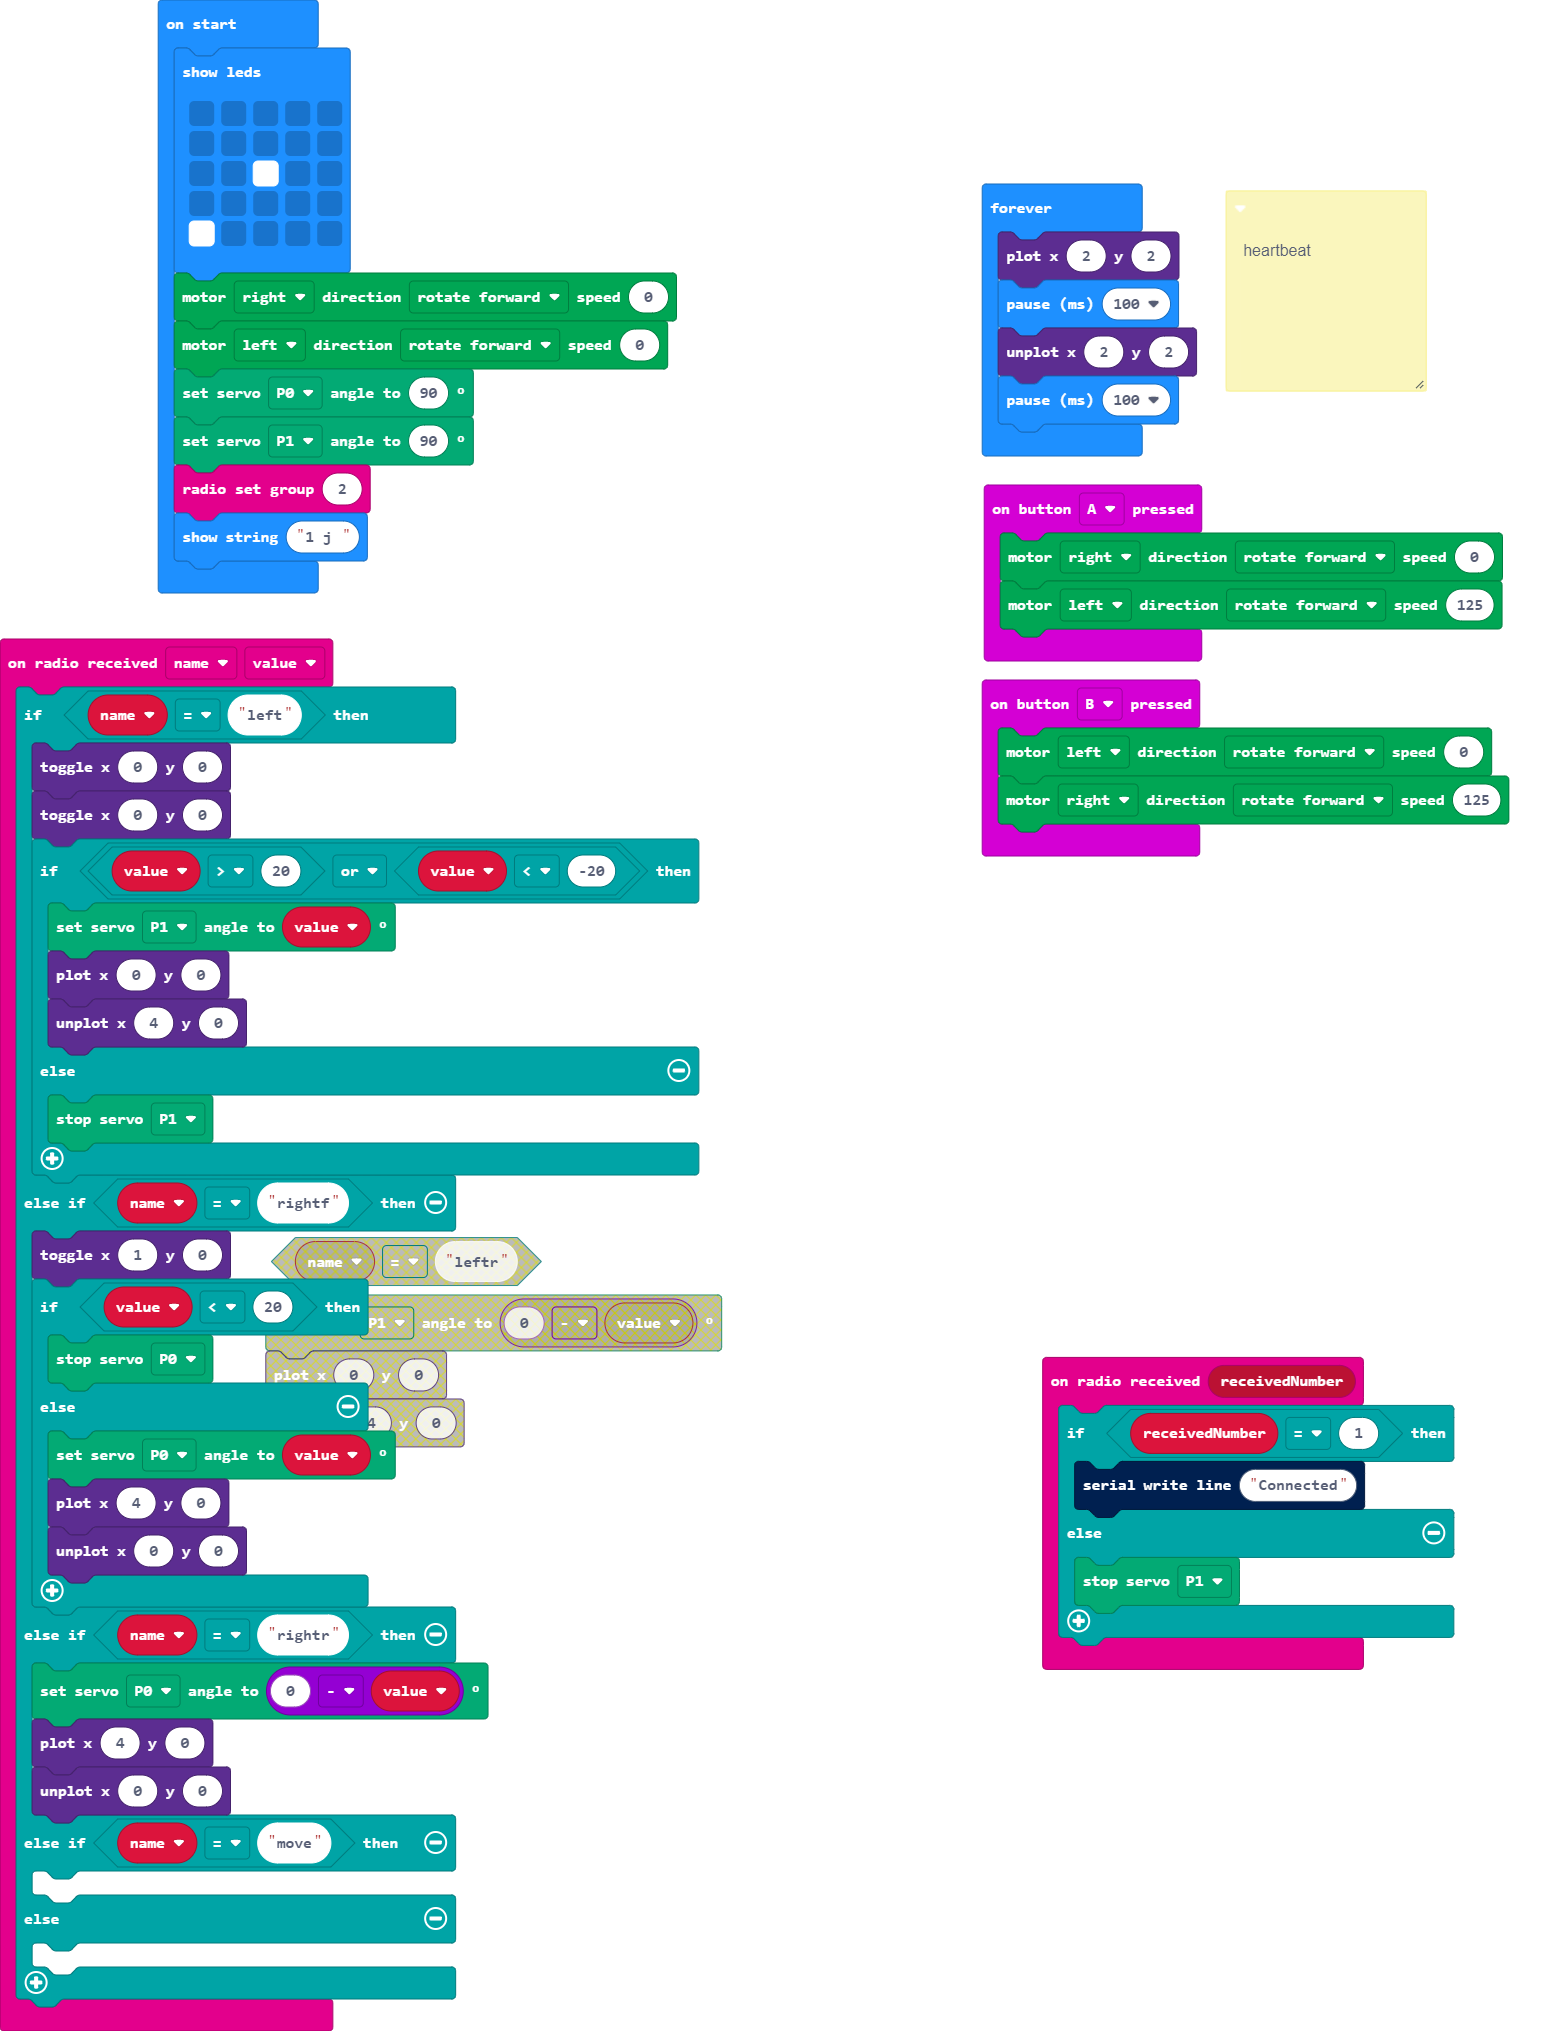 on start
show leds
motor right direction rotate forward speed 0
motor left direction rotate forward speed 0
set servo P0 angle to 90 °
set servo P1 angle to 90 °
radio set group 2
show string "1 j "
forever
plot x 2 y 2
pause (ms) 100
unplot x 2 y 2
pause (ms) 100
heartbeat
on button A pressed
motor right direction rotate forward speed 0
motor left direction rotate forward speed 125
on button B pressed
motor left direction rotate forward speed 0
motor right direction rotate forward speed 125
on radio received name value
if name = "left" then
toggle x 0 y 0
toggle x 0 y 0
if value > 20 or value < -20 then
set servo P1 angle to value °
plot x 0 y 0
unplot x 4 y 0
else
stop servo P1
else if name = "rightf" then
toggle x 1 y 0
if value < 20 then
stop servo P0
else
set servo P0 angle to value °
plot x 4 y 0
unplot x 0 y 0
else if name = "rightr" then
set servo P0 angle to 0 - value °
plot x 4 y 0
unplot x 0 y 0
else if name = "move" then
else
name = "leftr"
P1 angle to 0 - value °
plot x 0 y 0
4 y 0
on radio received receivedNumber
if receivedNumber = 1 then
serial write line "Connected"
else
stop servo P1